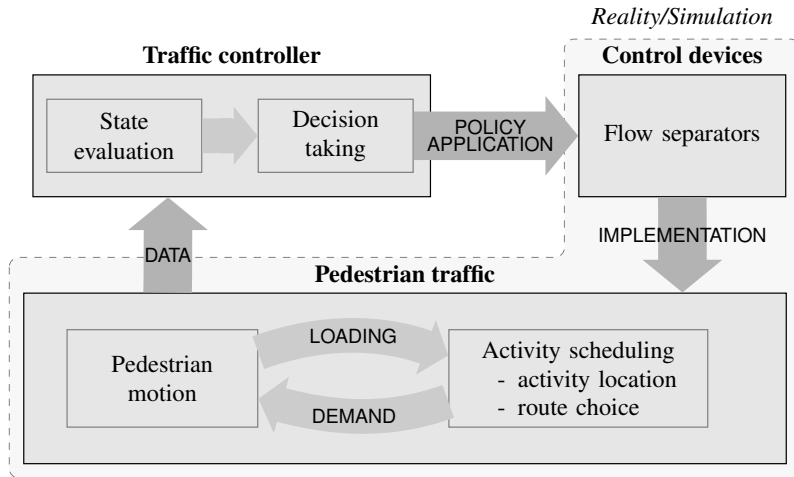 Reality/Simulation
Traffic controller
Control devices
State
evaluation
Decision
taking
POLICY
APPLICATION
Flow separators
DATA
IMPLEMENTATION
Pedestrian traffic
Pedestrian
motion
LOADING
DEMAND
Activity scheduling
- activity location
- route choice